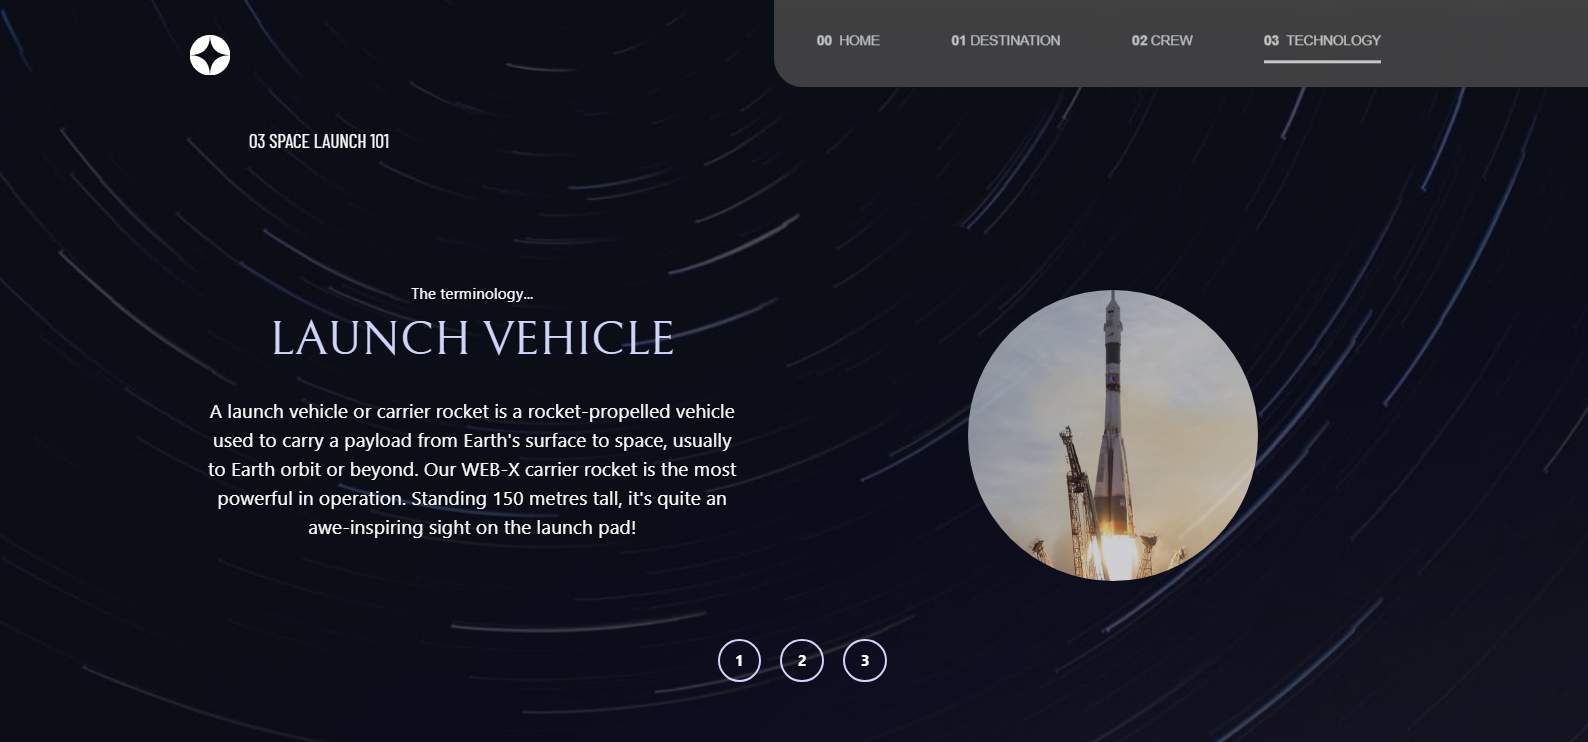 00 HOME
01 DESTINATION
02 CREW
03 TECHNOLOGY
03 SPACE LAUNCH 101
The terminology...
LAUNCH VEHICLE
A launch vehicle or carrier rocket is a rocket-propelled vehicle
used to carry a payload from Earth's surface to space, usually
to Earth orbit or beyond. Our WEB-X carrier rocket is the most
powerful in operation. Standing 150 metres tall, it's quite an
awe-inspiring sight on the launch pad!
1
2
3